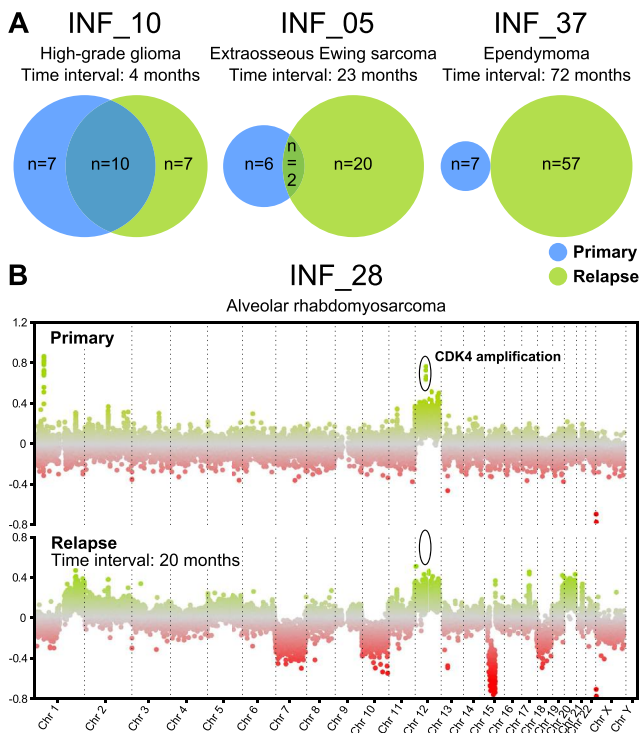 A
INF_10 INF_05 INF_37
High-grade glioma Extraosseous Ewing sarcoma Ependymoma
Time interval: 4 months Time interval: 23 months Time interval: 72 months
n=7 n=10 n=7 n=6 n=2 n=20 n=7 n=57
Primary
Relapse
B
INF_28
Alveolar rhabdomyosarcoma
1.2
Primary
CDK4 amplification
0.8
0.4
0
-0.4
-0.8
0.8
Relapse
Time interval: 20 months
0.4
0
-0.4
-0.8
Chr 1 Chr 2 Chr 3 Chr 4 Chr 5 Chr 6 Chr 7 Chr 8 Chr 9 Chr 10 Chr 11 Chr 12 Chr 13 Chr 14 Chr 15 Chr 16 Chr 17 Chr 18 Chr 19 Chr 20 Chr 21 Chr 22 Chr X Chr Y